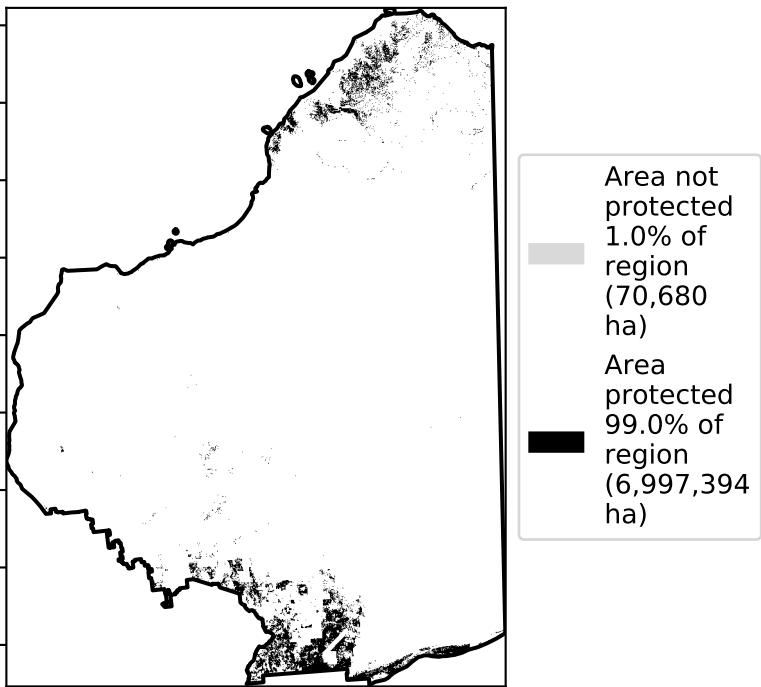 Area not
protected
1.0% of
region
(70,680
ha)
Area
protected
99.0% of
region
(6,997,394
ha)